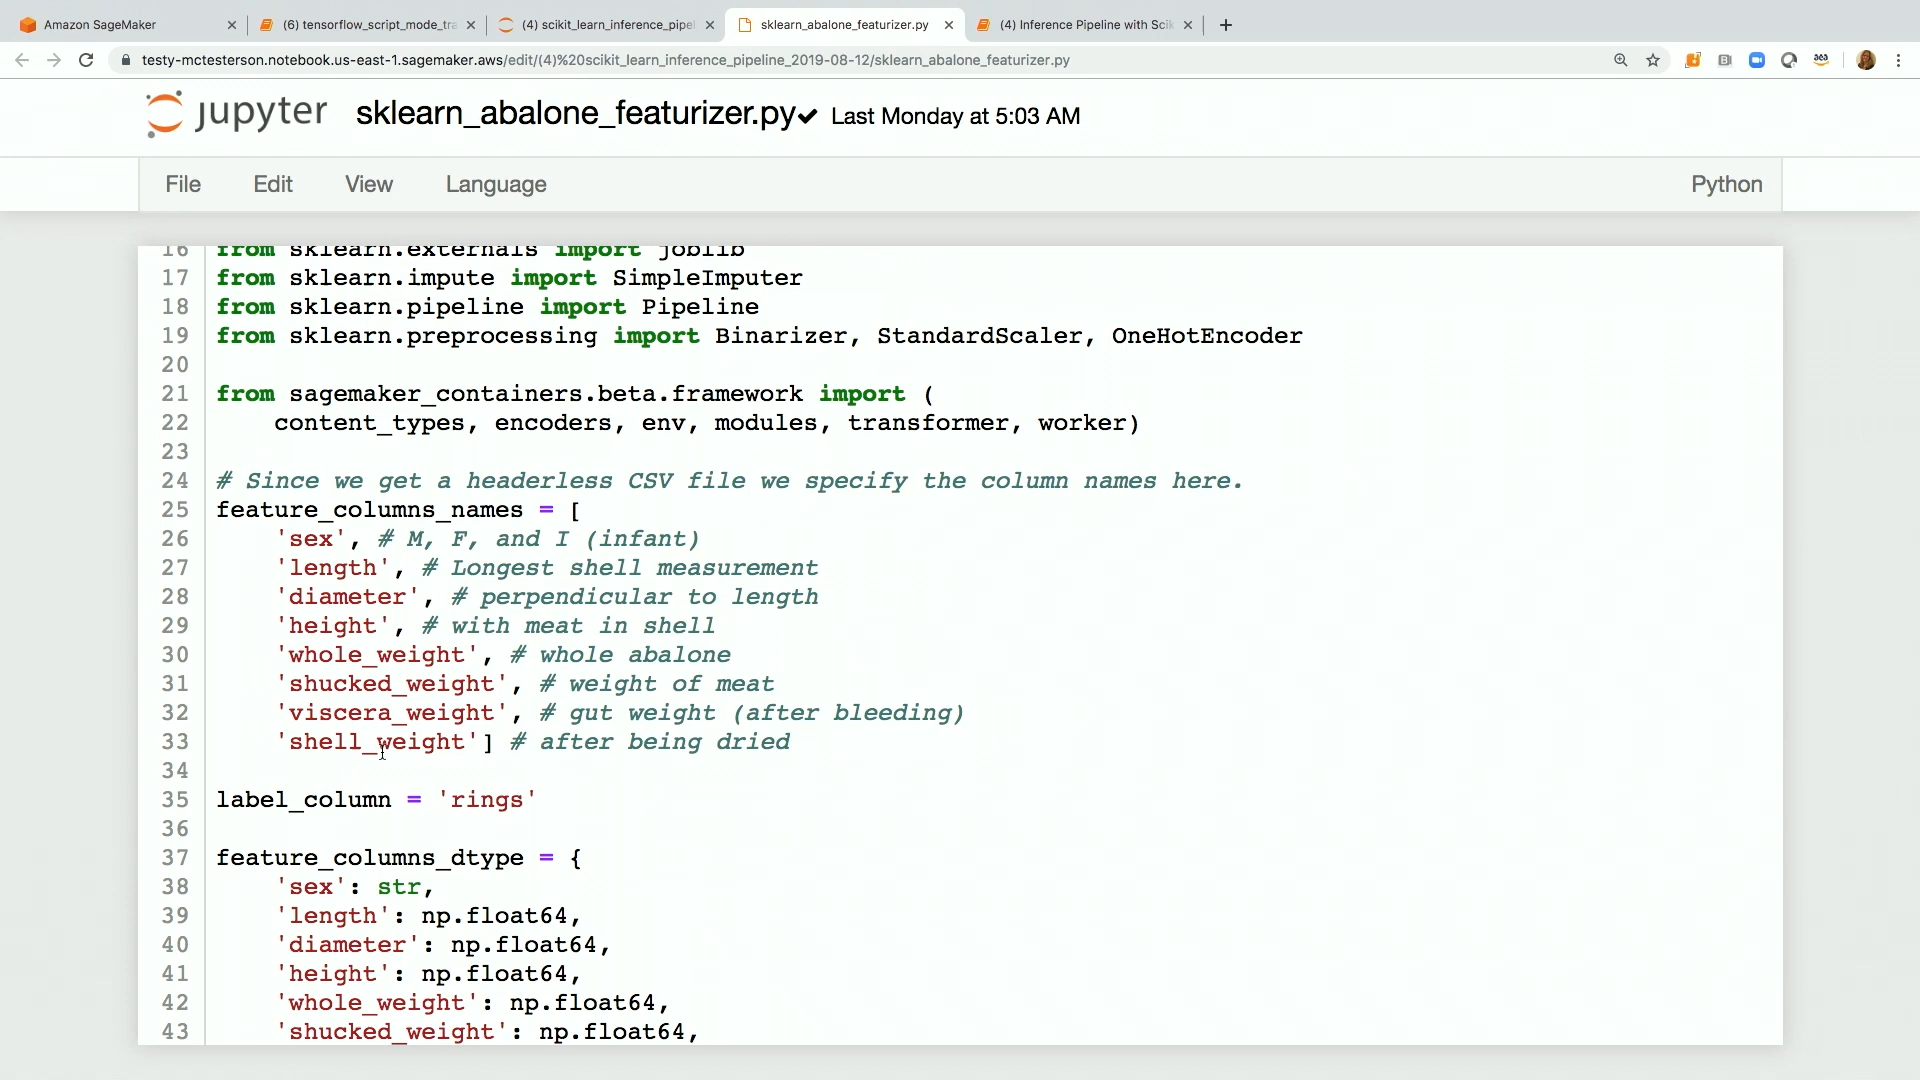 Amazon SageMaker
(6) tensorflow_script_mode_tra
(4) scikit_learn_inference_pipel
sklearn_abalone_featurizer.py
(4) Inference Pipeline with Scik
testy-mctesterson.notebook.us-east-1.sagemaker.aws/edit/(4)%20scikit_learn_inference_pipeline_2019-08-12/sklearn_abalone_featurizer.py
jupyter sklearn_abalone_featurizer.py✔ Last Monday at 5:03 AM
File Edit View Language Python
16 from sklearn.externals import joblib
17 from sklearn.impute import SimpleImputer
18 from sklearn.pipeline import Pipeline
19 from sklearn.preprocessing import Binarizer, StandardScaler, OneHotEncoder
20
21 from sagemaker_containers.beta.framework import (
22     content_types, encoders, env, modules, transformer, worker)
23
24 # Since we get a headerless CSV file we specify the column names here.
25 feature_columns_names = [
26     'sex', # M, F, and I (infant)
27     'length', # Longest shell measurement
28     'diameter', # perpendicular to length
29     'height', # with meat in shell
30     'whole_weight', # whole abalone
31     'shucked_weight', # weight of meat
32     'viscera_weight', # gut weight (after bleeding)
33     'shell_weight'] # after being dried
34
35 label_column = 'rings'
36
37 feature_columns_dtype = {
38     'sex': str,
39     'length': np.float64,
40     'diameter': np.float64,
41     'height': np.float64,
42     'whole_weight': np.float64,
43     'shucked_weight': np.float64,